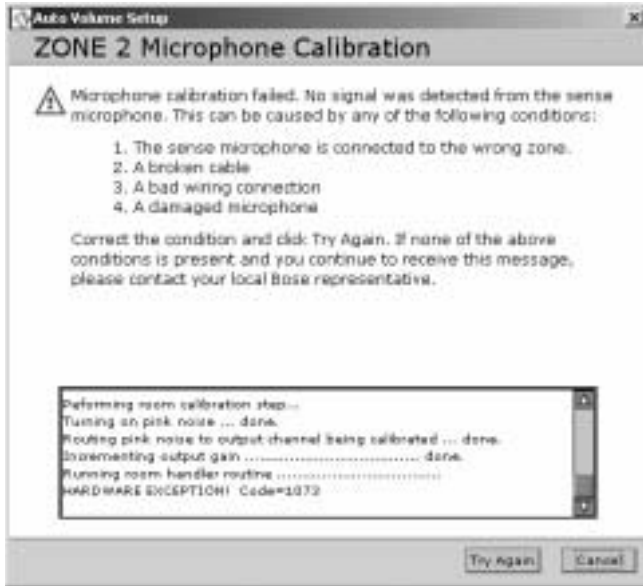 Auto Volume Setup
ZONE 2 Microphone Calibration
Microphone calibration failed. No signal was detected from the sense
microphone. This can be caused by any of the following conditions:
1. The sense microphone is connected to the wrong zone.
2. A broken cable
3. A bad wiring connection
4. A damaged microphone
Correct the condition and click Try Again. If none of the above
conditions is present and you continue to receive this message,
please contact your local Bose representative.
Peforming room calibration step...
Turning on pink noise ... done.
Routing pink noise to output channel being calibrated ... done.
Incrementing output gain .................................... done.
Running room handler routine ..................................
HARDWARE EXCEPTION! Code=1073
Try Again
Cancel